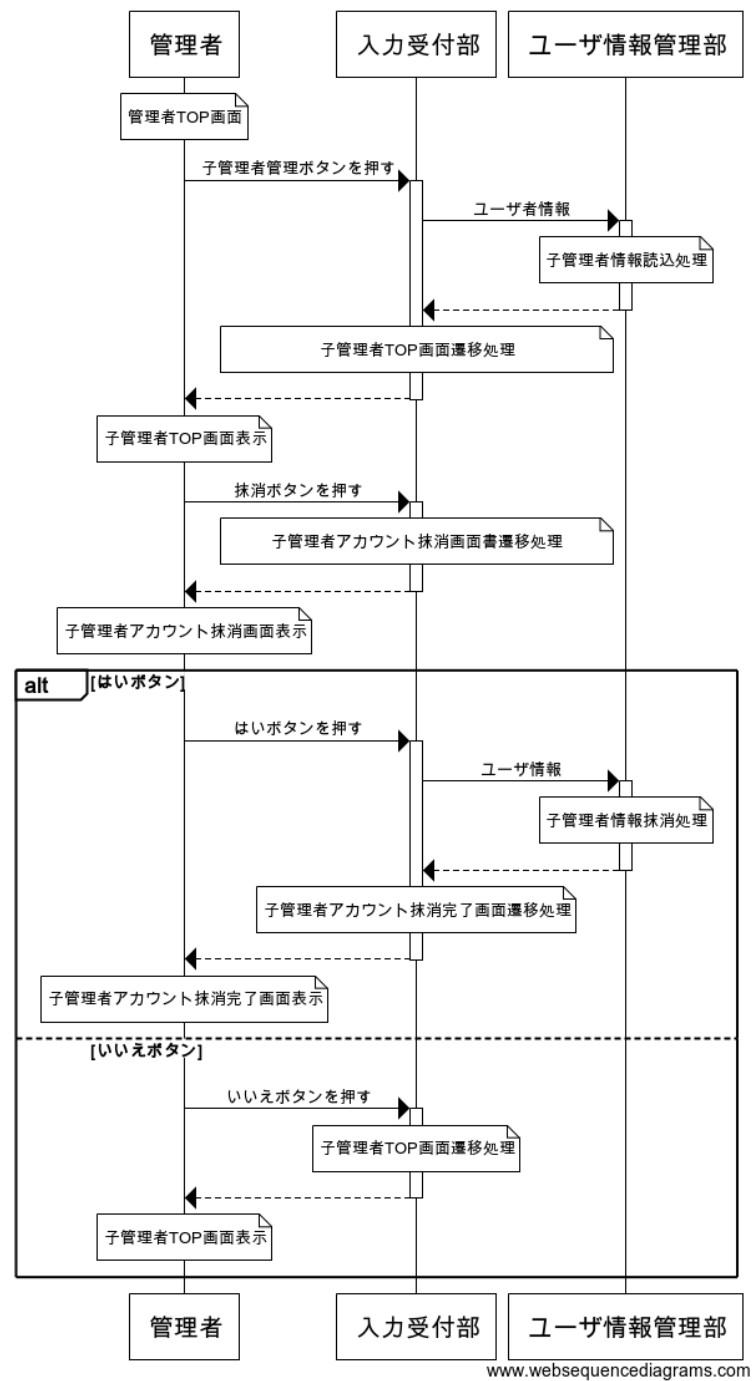 管理者
入力受付部
ユーザ情報管理部
管理者TOP画面
子管理者管理ボタンを押す
ユーザ者情報
子管理者情報読込処理
子管理者TOP画面遷移処理
子管理者TOP画面表示
抹消ボタンを押す
子管理者アカウント抹消画面書遷移処理
子管理者アカウント抹消画面表示
alt
[はいボタン]
はいボタンを押す
ユーザ情報
子管理者情報抹消処理
子管理者アカウント抹消完了画面遷移処理
子管理者アカウント抹消完了画面表示
[いいえボタン]
いいえボタンを押す
子管理者TOP画面遷移処理
子管理者TOP画面表示
管理者
入力受付部
ユーザ情報管理部
www.websequencediagrams.com